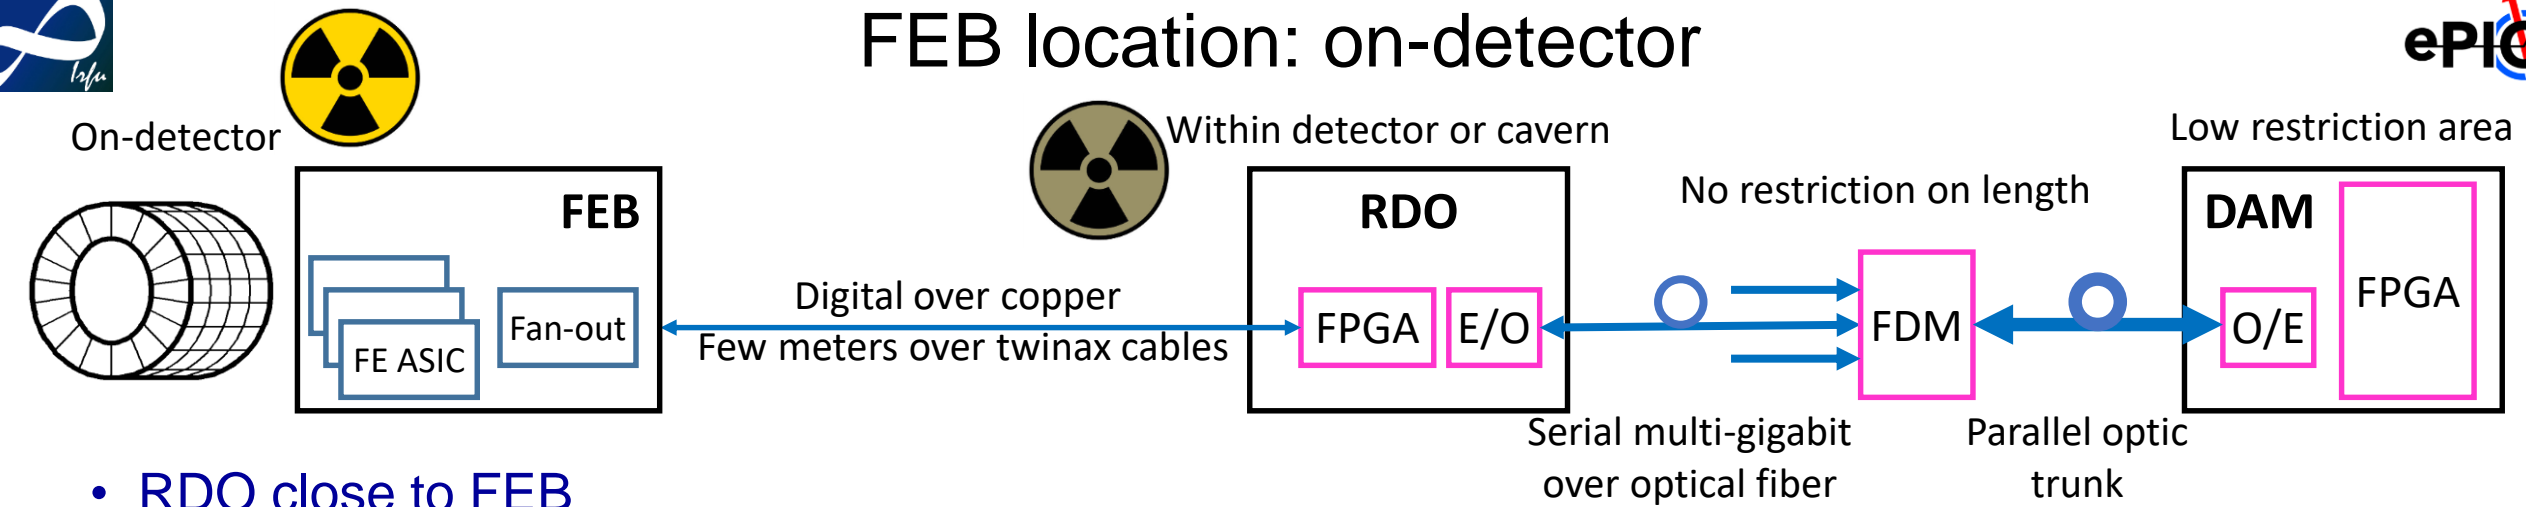 FEB location: on-detector
Irfu
ePIC
On-detector
Within detector or cavern
Low restriction area
FEB
RDO
No restriction on length
DAM
FE ASIC
Fan-out
Digital over copper
Few meters over twinax cables
FPGA
E/O
FDM
O/E
FPGA
Serial multi-gigabit
over optical fiber
Parallel optic
trunk
• RDO close to FEB